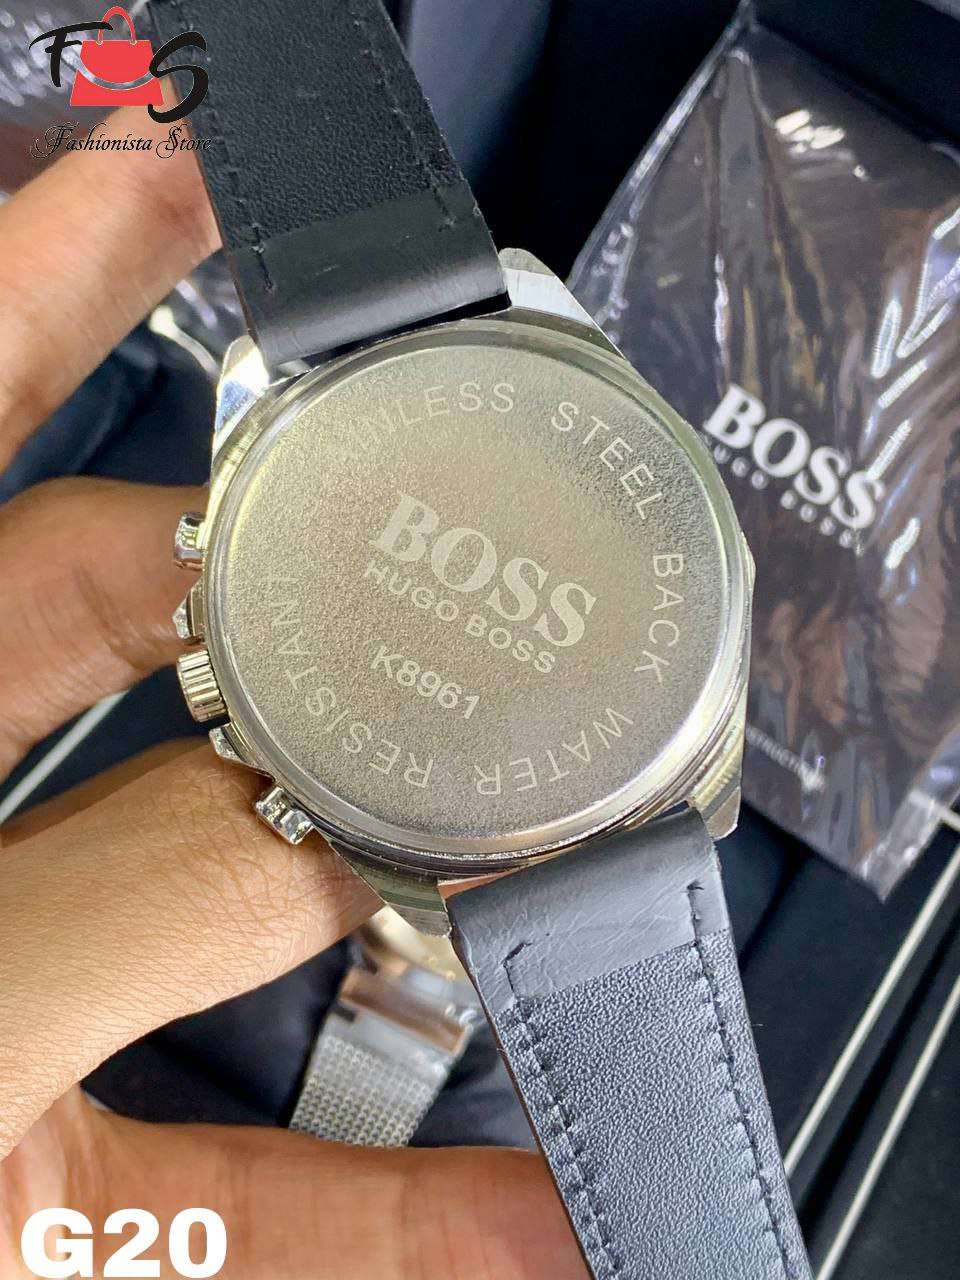 FS
Fashionista Store
STEEL BACK WATER RESISTANT
BOSS
HUGO BOSS
K8961
BOSS
HUGO BOSS
G20